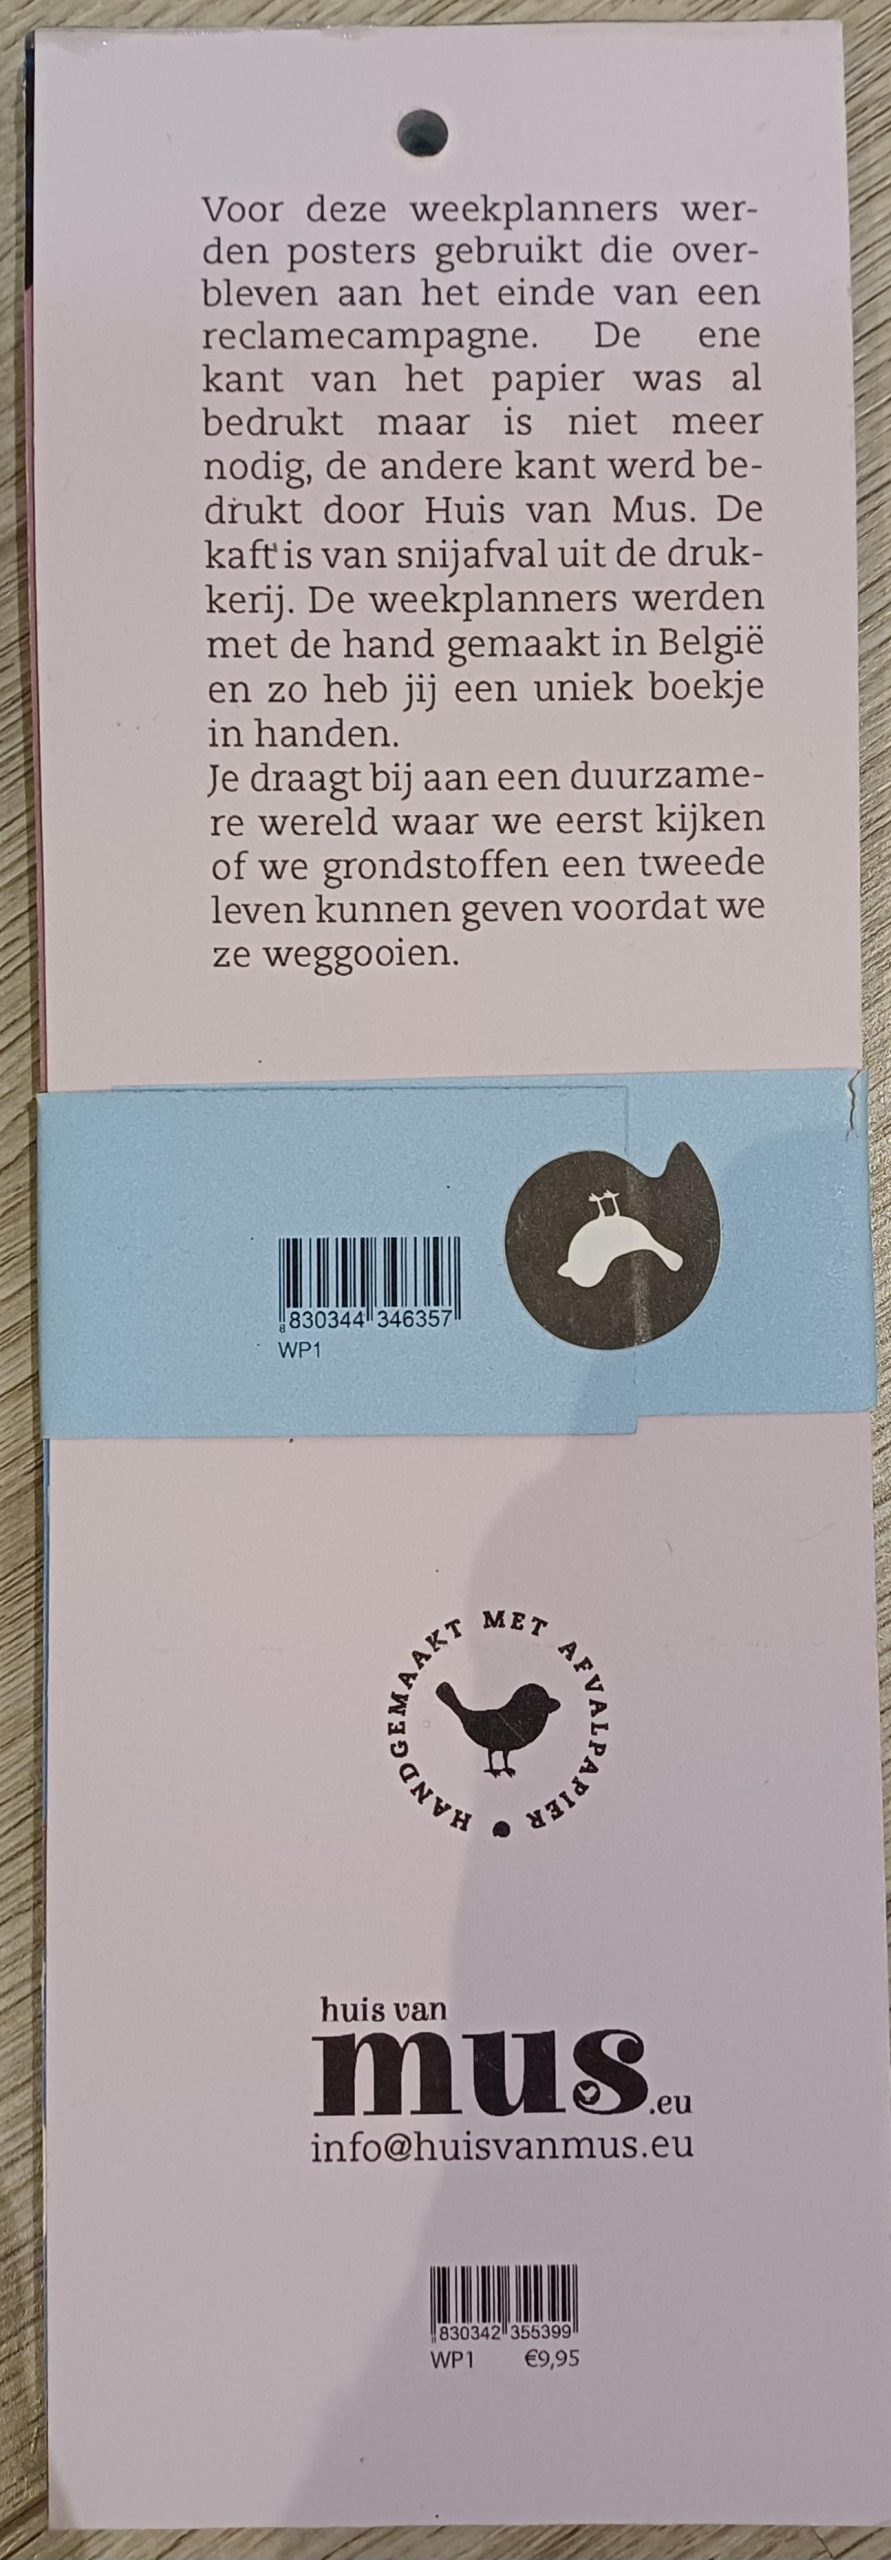 Voor deze weekplanners wer-
den posters gebruikt die over-
bleven aan het einde van een
reclamecampagne. De ene
kant van het papier was al
bedrukt maar is niet meer
nodig, de andere kant werd be-
drukt door Huis van Mus. De
kaft is van snijafval uit de druk-
kerij. De weekplanners werden
met de hand gemaakt in België
en zo heb jij een uniek boekje
in handen.
Je draagt bij aan een duurzame-
re wereld waar we eerst kijken
of we grondstoffen een tweede
leven kunnen geven voordat we
ze weggooien.
8 830344 346357
WP1
HANDGEMAAKT MET AFVALPAPIER
huis van
mus.eu
info@huisvanmus.eu
830342 355399
WP1 €9,95